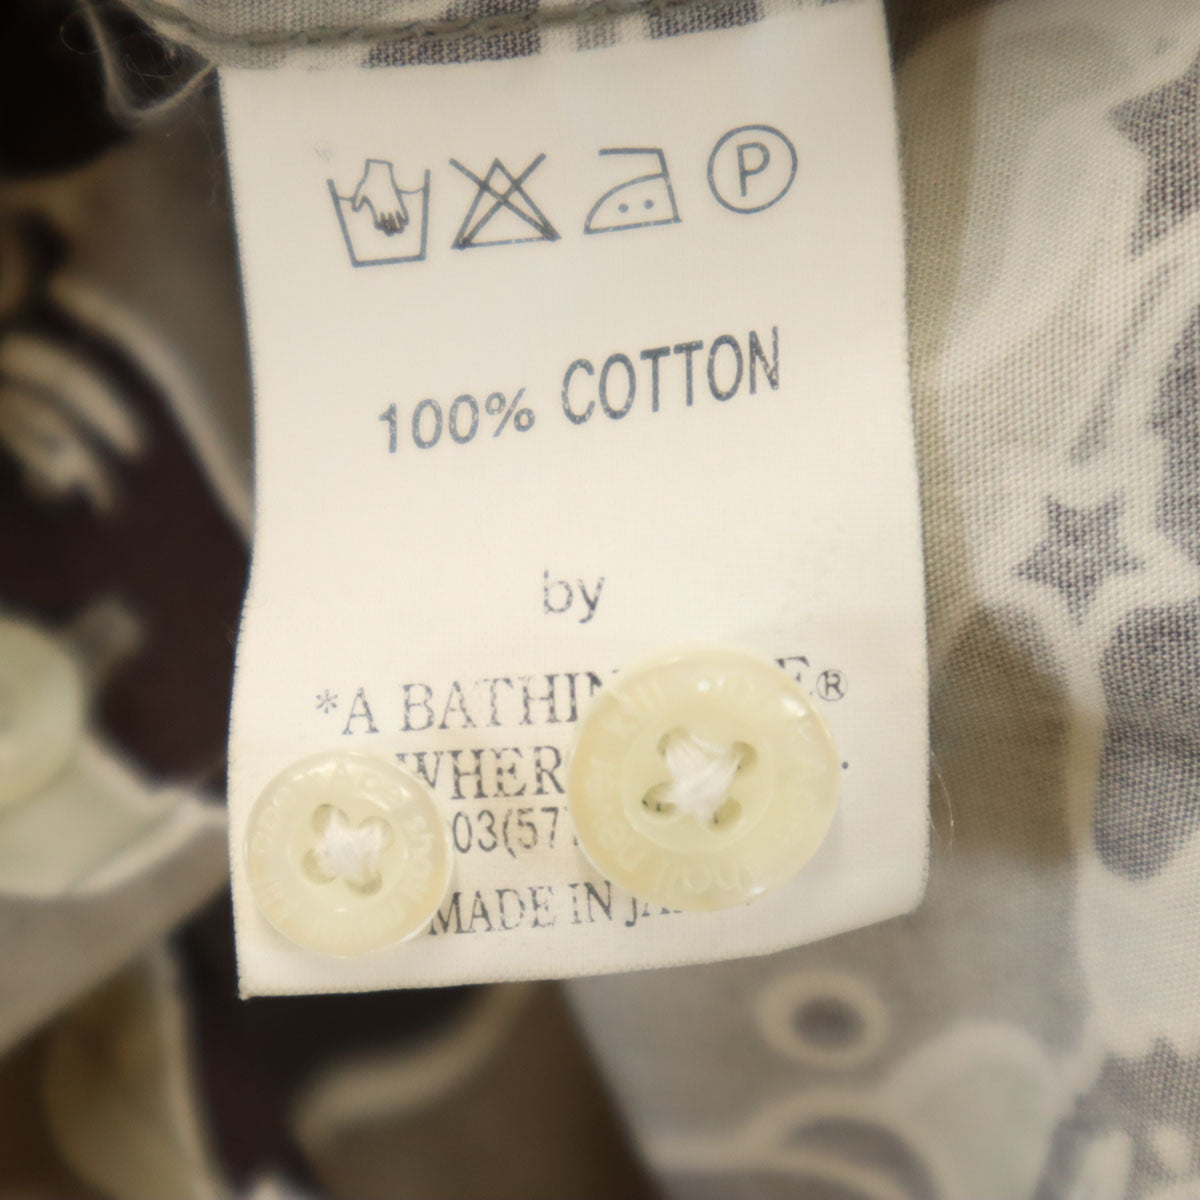 P
100% COTTON
by
*A BATHIN E®
WHER
03(57
MADE IN JA